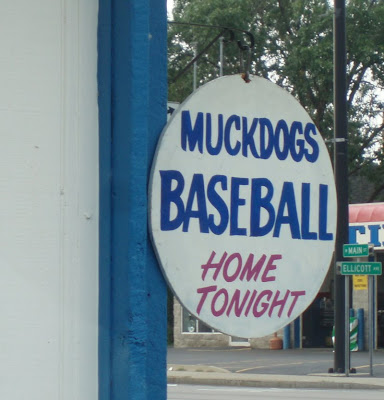 MUCKDOGS
BASEBALL
HOME
TONIGHT
MAIN
ELLICOTT